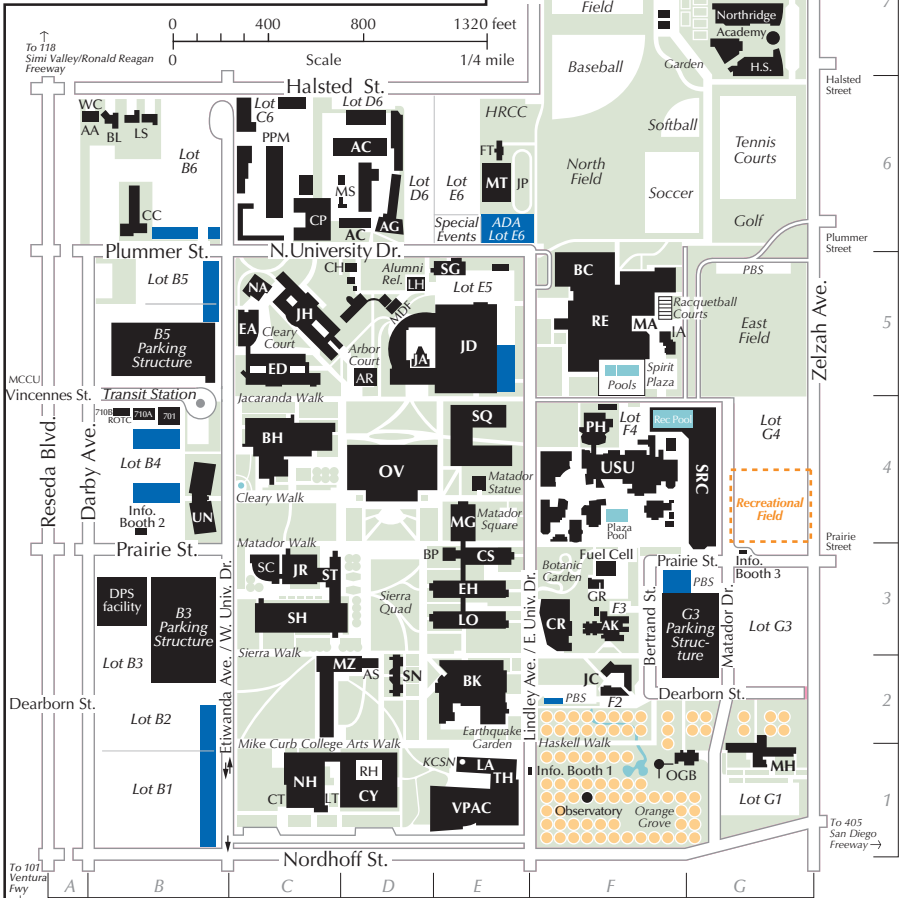 Field
7
Northridge
Academy
H.S.
Garden
0
400
800
1320 feet
0
Scale
1/4 mile
To 118
Simi Valley/Ronald Reagan
Freeway
Baseball
Halsted St.
Halsted
Street
WC
AA
BL
LS
Lot
B6
CC
Lot
C6
PPM
Lot D6
AC
MS
CP
AC
AG
Lot
D6
Lot
E6
HRCC
FT
MT
JP
Special
Events
ADA
Lot E6
North
Field
Softball
Soccer
Tennis
Courts
Golf
6
Plummer St.
N.University Dr.
Plummer
Street
Lot B5
B5
Parking
Structure
NA
JH
EA
Cleary
Court
ED
CH
Alumni
Rel.
LH
MDF
SG
Lot E5
Arbor
Court
AR
JA
JD
BC
RE
MA
Racquetball
Courts
IA
Spirit
Plaza
Pools
PBS
East
Field
5
Zelzah Ave.
MCCU
Vincennes St.
Transit Station
Jacaranda Walk
710B
ROTC
710A
701
Lot B4
Info.
Booth 2
UN
BH
OV
SQ
Cleary Walk
Matador
Statue
MG
Matador
Square
PH
Lot
F4
Rec Pool
USU
SRC
Plaza
Pool
Lot
G4
Recreational
Field
4
Reseda Blvd.
Darby Ave.
Prairie St.
Prairie
Street
Matador Walk
SC
JR
ST
SH
BP
CS
EH
LO
Sierra
Quad
Sierra Walk
DPS
facility
B3
Parking
Structure
Lot B3
Etiwanda Ave. / W. Univ. Dr.
Lindley Ave. / E. Univ. Dr.
Fuel Cell
Botanic
Garden
GR
F3
CR
AK
Bertrand St.
Prairie St.
PBS
G3
Parking
Struc-
ture
Matador Dr.
Info.
Booth 3
Lot G3
3
Dearborn St.
Lot B2
MZ
AS
SN
BK
Earthquake
Garden
JC
F2
PBS
Dearborn St.
Haskell Walk
2
Mike Curb College Arts Walk
Lot B1
NH
CT
LT
RH
CY
KCSN
LA
TH
VPAC
Info. Booth 1
Observatory
Orange
Grove
OGB
MH
Lot G1
1
Nordhoff St.
To 405
San Diego
Freeway
To 101
Ventura
Fwy
A
B
C
D
E
F
G